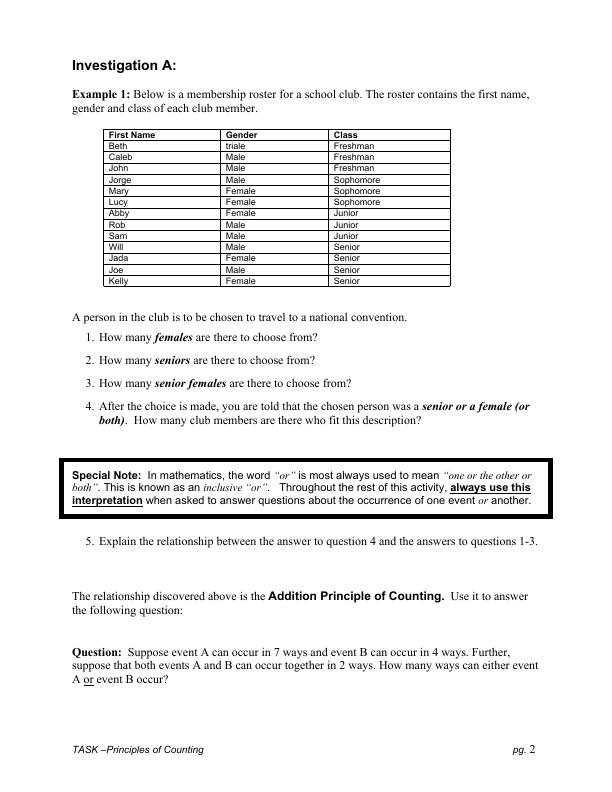 Investigation A:
Example 1: Below is a membership roster for a school club. The roster contains the first name,
gender and class of each club member.
First Name Gender Class
Beth triale Freshman
Caleb Male Freshman
John Male Freshman
Jorge Male Sophomore
Mary Female Sophomore
Lucy Female Sophomore
Abby Female Junior
Rob Male Junior
Sam Male Junior
Will Male Senior
Jada Female Senior
Joe Male Senior
Kelly Female Senior
A person in the club is to be chosen to travel to a national convention.
1. How many females are there to choose from?
2. How many seniors are there to choose from?
3. How many senior females are there to choose from?
4. After the choice is made, you are told that the chosen person was a senior or a female (or
both). How many club members are there who fit this description?
Special Note: In mathematics, the word “or” is most always used to mean “one or the other or
both”. This is known as an inclusive “or”. Throughout the rest of this activity, always use this
interpretation when asked to answer questions about the occurrence of one event or another.
5. Explain the relationship between the answer to question 4 and the answers to questions 1-3.
The relationship discovered above is the Addition Principle of Counting. Use it to answer
the following question:
Question: Suppose event A can occur in 7 ways and event B can occur in 4 ways. Further,
suppose that both events A and B can occur together in 2 ways. How many ways can either event
A or event B occur?
TASK –Principles of Counting pg. 2